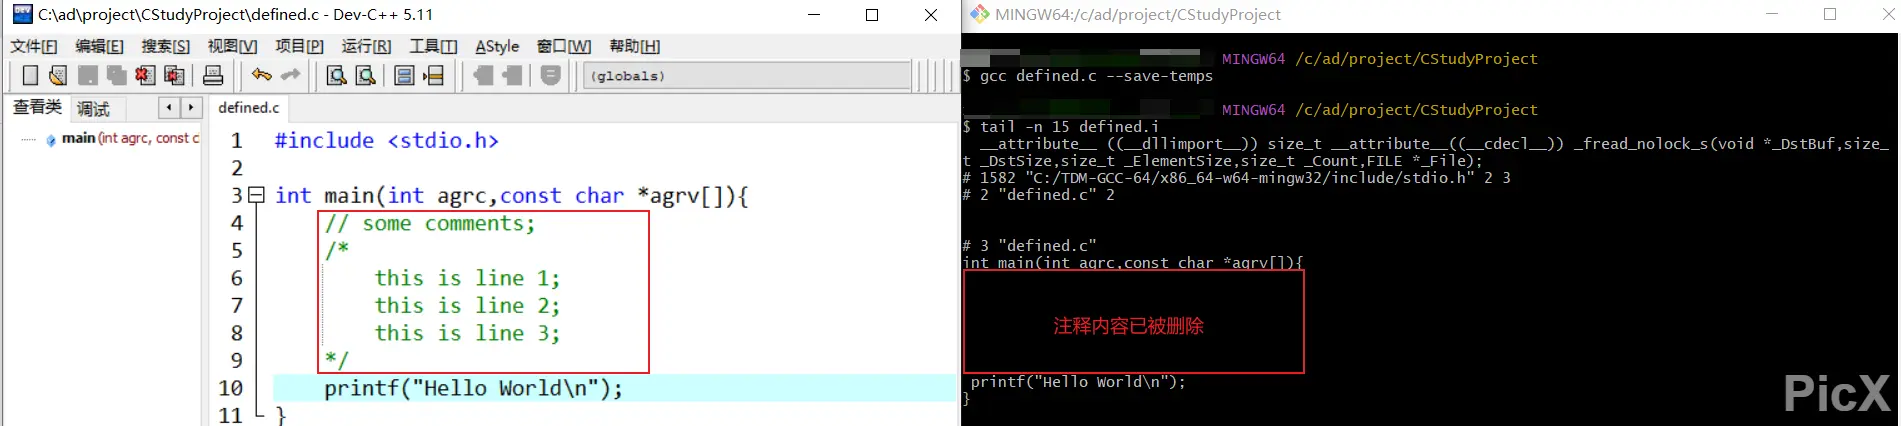 C:\ad\project\CStudyProject\defined.c - Dev-C++ 5.11
文件[F] 编辑[E] 搜索[S] 视图[V] 项目[P] 运行[R] 工具[T] AStyle 窗口[W] 帮助[H]
(globals)
查看类 调试
main (int agrc, const c
defined.c
1 #include <stdio.h>
2
3 int main(int agrc,const char *agrv[]){
4 // some comments;
5 /*
6 this is line 1;
7 this is line 2;
8 this is line 3;
9 */
10 printf("Hello World\n");
11 }
MINGW64:/c/ad/project/CStudyProject
MINGW64 /c/ad/project/CStudyProject
$ gcc defined.c --save-temps
MINGW64 /c/ad/project/CStudyProject
$ tail -n 15 defined.i
__attribute__ ((__dllimport__)) size_t __attribute__((__cdecl__)) _fread_nolock_s(void *_DstBuf,size_
t _DstSize,size_t _ElementSize,size_t _Count,FILE *_File);
# 1582 "C:/TDM-GCC-64/x86_64-w64-mingw32/include/stdio.h" 2 3
# 2 "defined.c" 2
# 3 "defined.c"
int main(int agrc,const char *agrv[]){
注释内容已被删除
printf("Hello World\n");
}
PicX